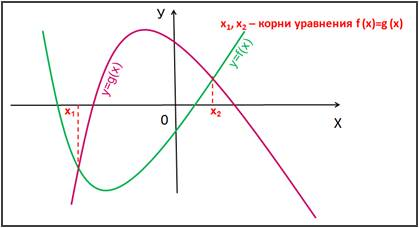 У
x₁, x₂ – корни уравнения f (x)=g (x)
y=g(x)
y=f(x)
x₁
0
x₂
X